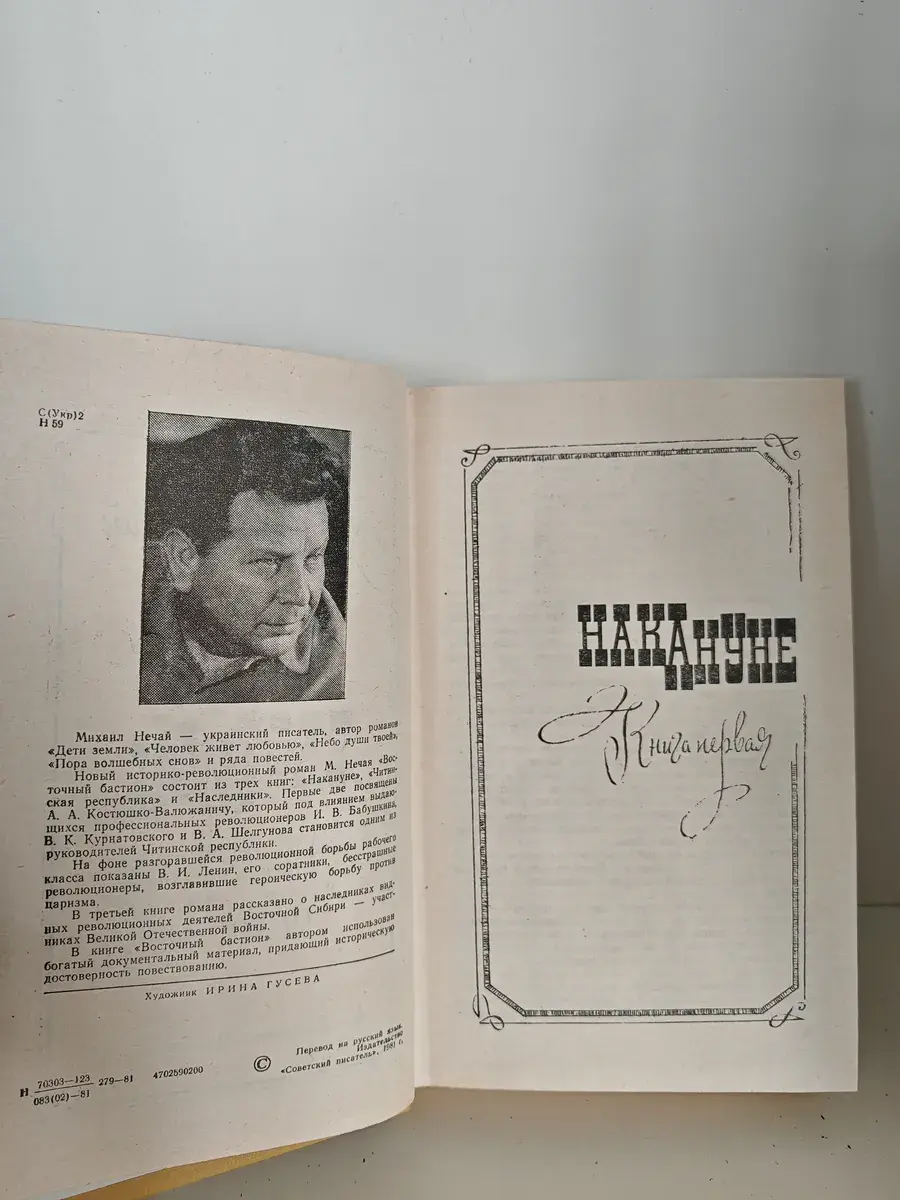 С(Укр)2
Н 59
Михаил Нечай — украинский писатель, автор романов
«Дети земли», «Человек живет любовью», «Небо души твоей»,
«Пора волшебных снов» и ряда повестей.
Новый историко-революционный роман М. Нечая «Вос-
точный бастион» состоит из трех книг: «Накануне», «Читин-
ская республика» и «Наследники». Первые две посвящены
А. А. Костюшко-Валюжаничу, который под влиянием выдаю-
щихся профессиональных революционеров И. В. Бабушкина,
В. К. Курнатовского и В. А. Шелгунова становится одним из
руководителей Читинской республики.
На фоне разгоравшейся революционной борьбы рабочего
класса показаны В. И. Ленин, его соратники, бесстрашные
революционеры, возглавившие героическую борьбу против
царизма.
В третьей книге романа рассказано о наследниках вид-
ных революционных деятелей Восточной Сибири — участ-
никах Великой Отечественной войны.
В книге «Восточный бастион» автором использован
богатый документальный материал, придающий историческую
достоверность повествованию.
Художник ИРИНА ГУСЕВА
Н 70303—123 279—81 4702590200
083(02)—81
© Перевод на русский язык.
Издательство
«Советский писатель», 1981 г.
НАКАНУНЕ
Книга первая